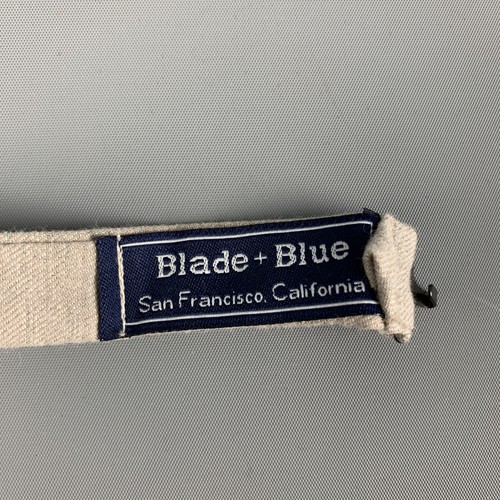 Blade + Blue
San Francisco. California